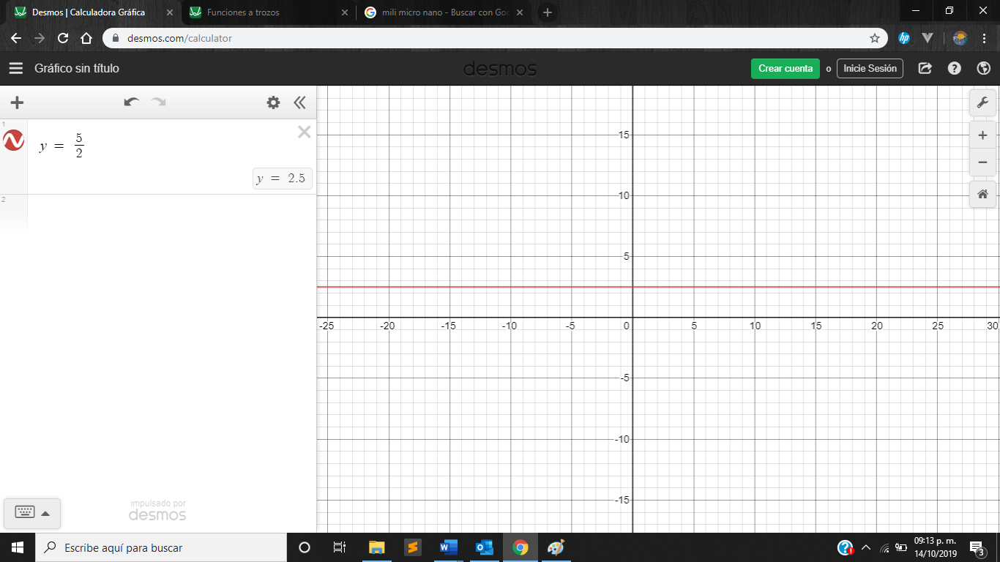 Desmos | Calculadora Gráfica
Funciones a trozos
mili micro nano - Buscar con Goo
desmos.com/calculator
Gráfico sin título
desmos
Crear cuenta
o
Inicie Sesión
1
y = 5/2
y = 2.5
2
15
10
5
-25 -20 -15 -10 -5 0 5 10 15 20 25 30
-5
-10
-15
impulsado por
desmos
Escribe aquí para buscar
09:13 p. m.
14/10/2019
3